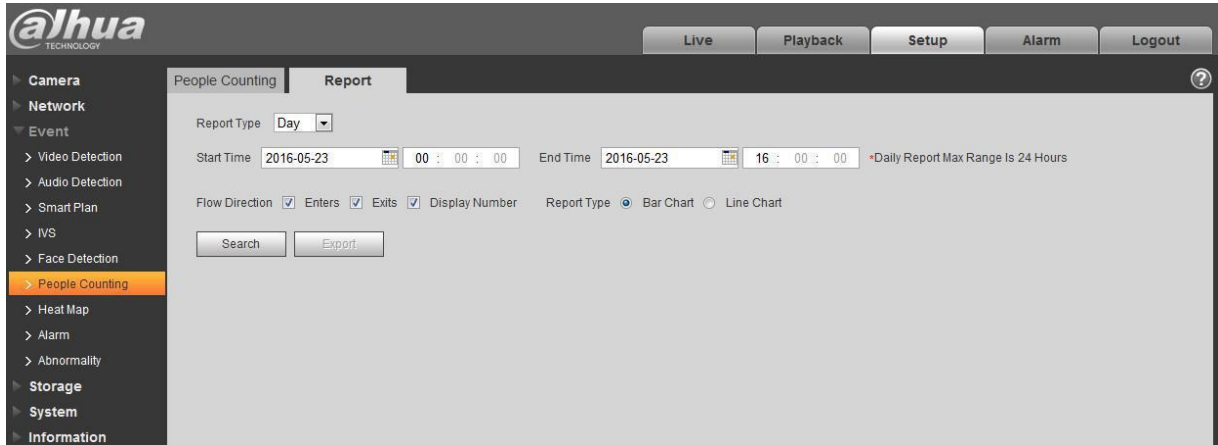 alhua
TECHNOLOGY
Live Playback Setup Alarm Logout
Camera
Network
Event
> Video Detection
> Audio Detection
> Smart Plan
> IVS
> Face Detection
> People Counting
> Heat Map
> Alarm
> Abnormality
Storage
System
Information
People Counting Report ?
Report Type Day
Start Time 2016-05-23 00 : 00 : 00 End Time 2016-05-23 16 : 00 : 00 *Daily Report Max Range Is 24 Hours
Flow Direction Enters Exits Display Number Report Type Bar Chart Line Chart
Search Export